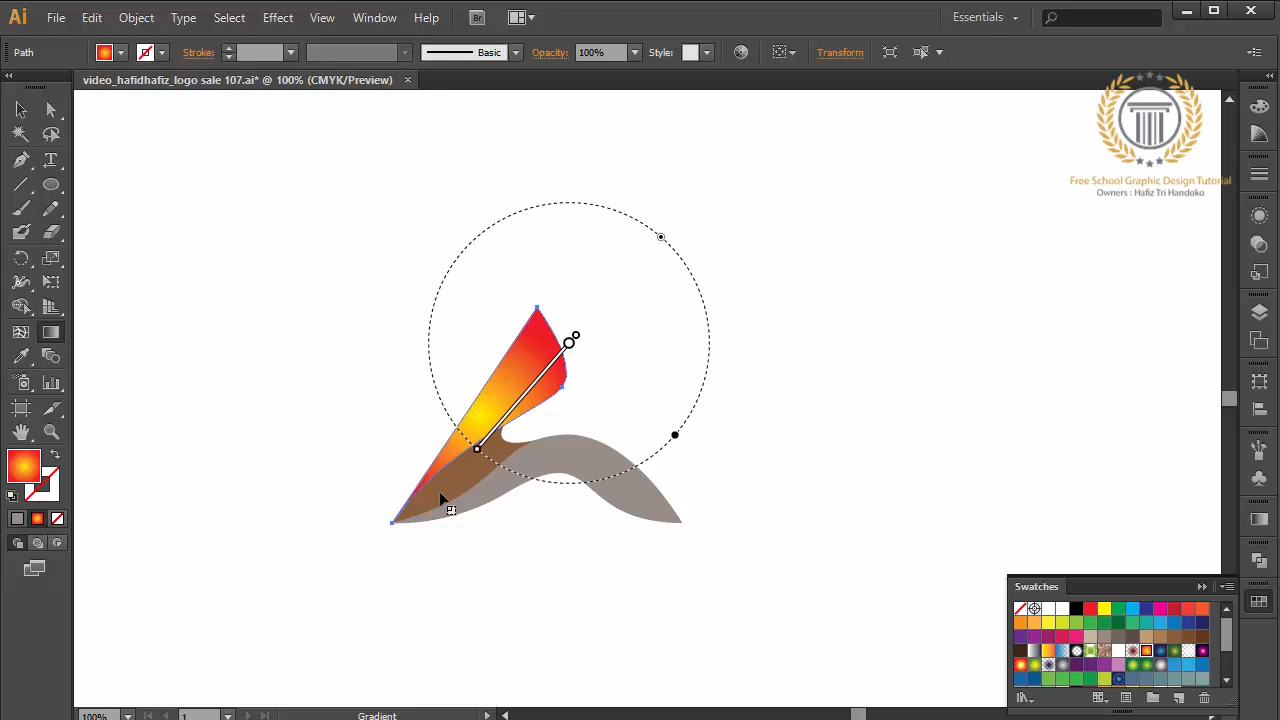 Ai File Edit Object Type Select Effect View Window Help Br Essentials
Path Stroke: Basic Opacity: 100% Style: Transform
video_hafidhafiz_logo sale 107.ai* @ 100% (CMYK/Preview)
Free School Graphic Design Tutorial
Owners : Hafiz Tri Handoko
Swatches
100% 1 Gradient